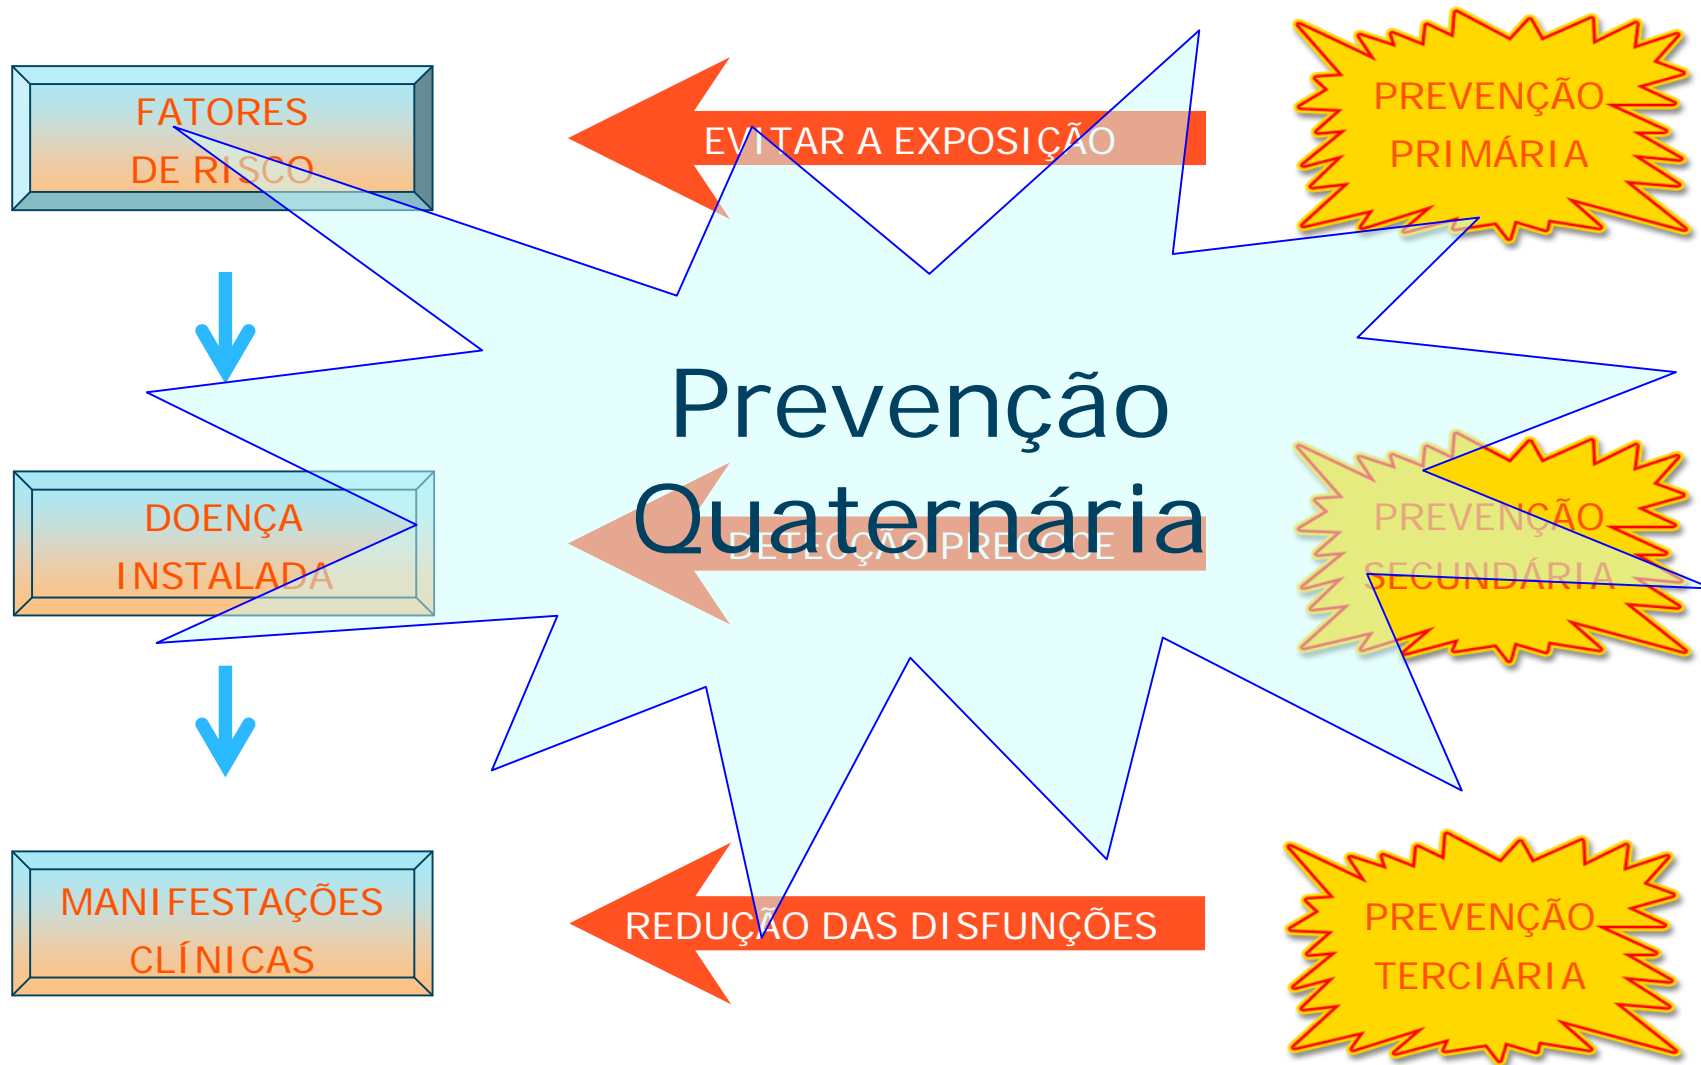 FATORES
DE RISCO
EVITAR A EXPOSIÇÃO
PREVENÇÃO
PRIMÁRIA
Prevenção
Quaternária
DOENÇA
INSTALADA
DETECÇÃO PRECOCE
PREVENÇÃO
SECUNDÁRIA
MANIFESTAÇÕES
CLÍNICAS
REDUÇÃO DAS DISFUNÇÕES
PREVENÇÃO
TERCIÁRIA